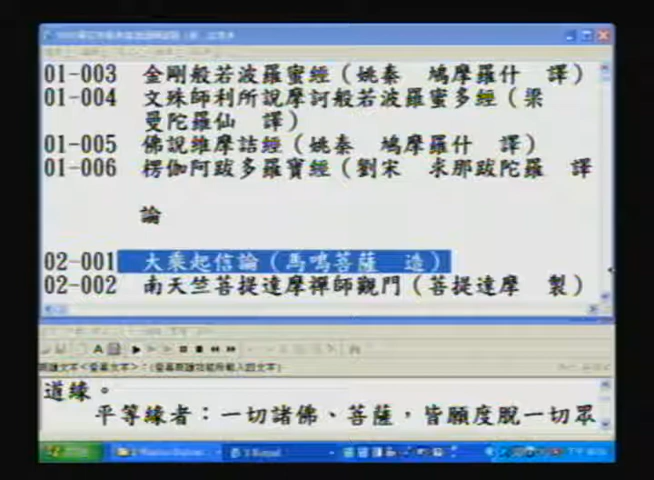 01-003 金剛般若波羅蜜經（姚秦 鳩摩羅什 譯）
01-004 文殊師利所說摩訶般若波羅蜜多經（梁
曼陀羅仙 譯）
01-005 佛說維摩詰經（姚秦 鳩摩羅什 譯）
01-006 楞伽阿跋多羅寶經（劉宋 求那跋陀羅 譯
論
02-001 大乘起信論（馬鳴菩薩 造）
02-002 南天竺菩提達摩禪師觀門（菩提達摩 製）
道緣。
平等緣者：一切諸佛、菩薩，皆願度脫一切眾